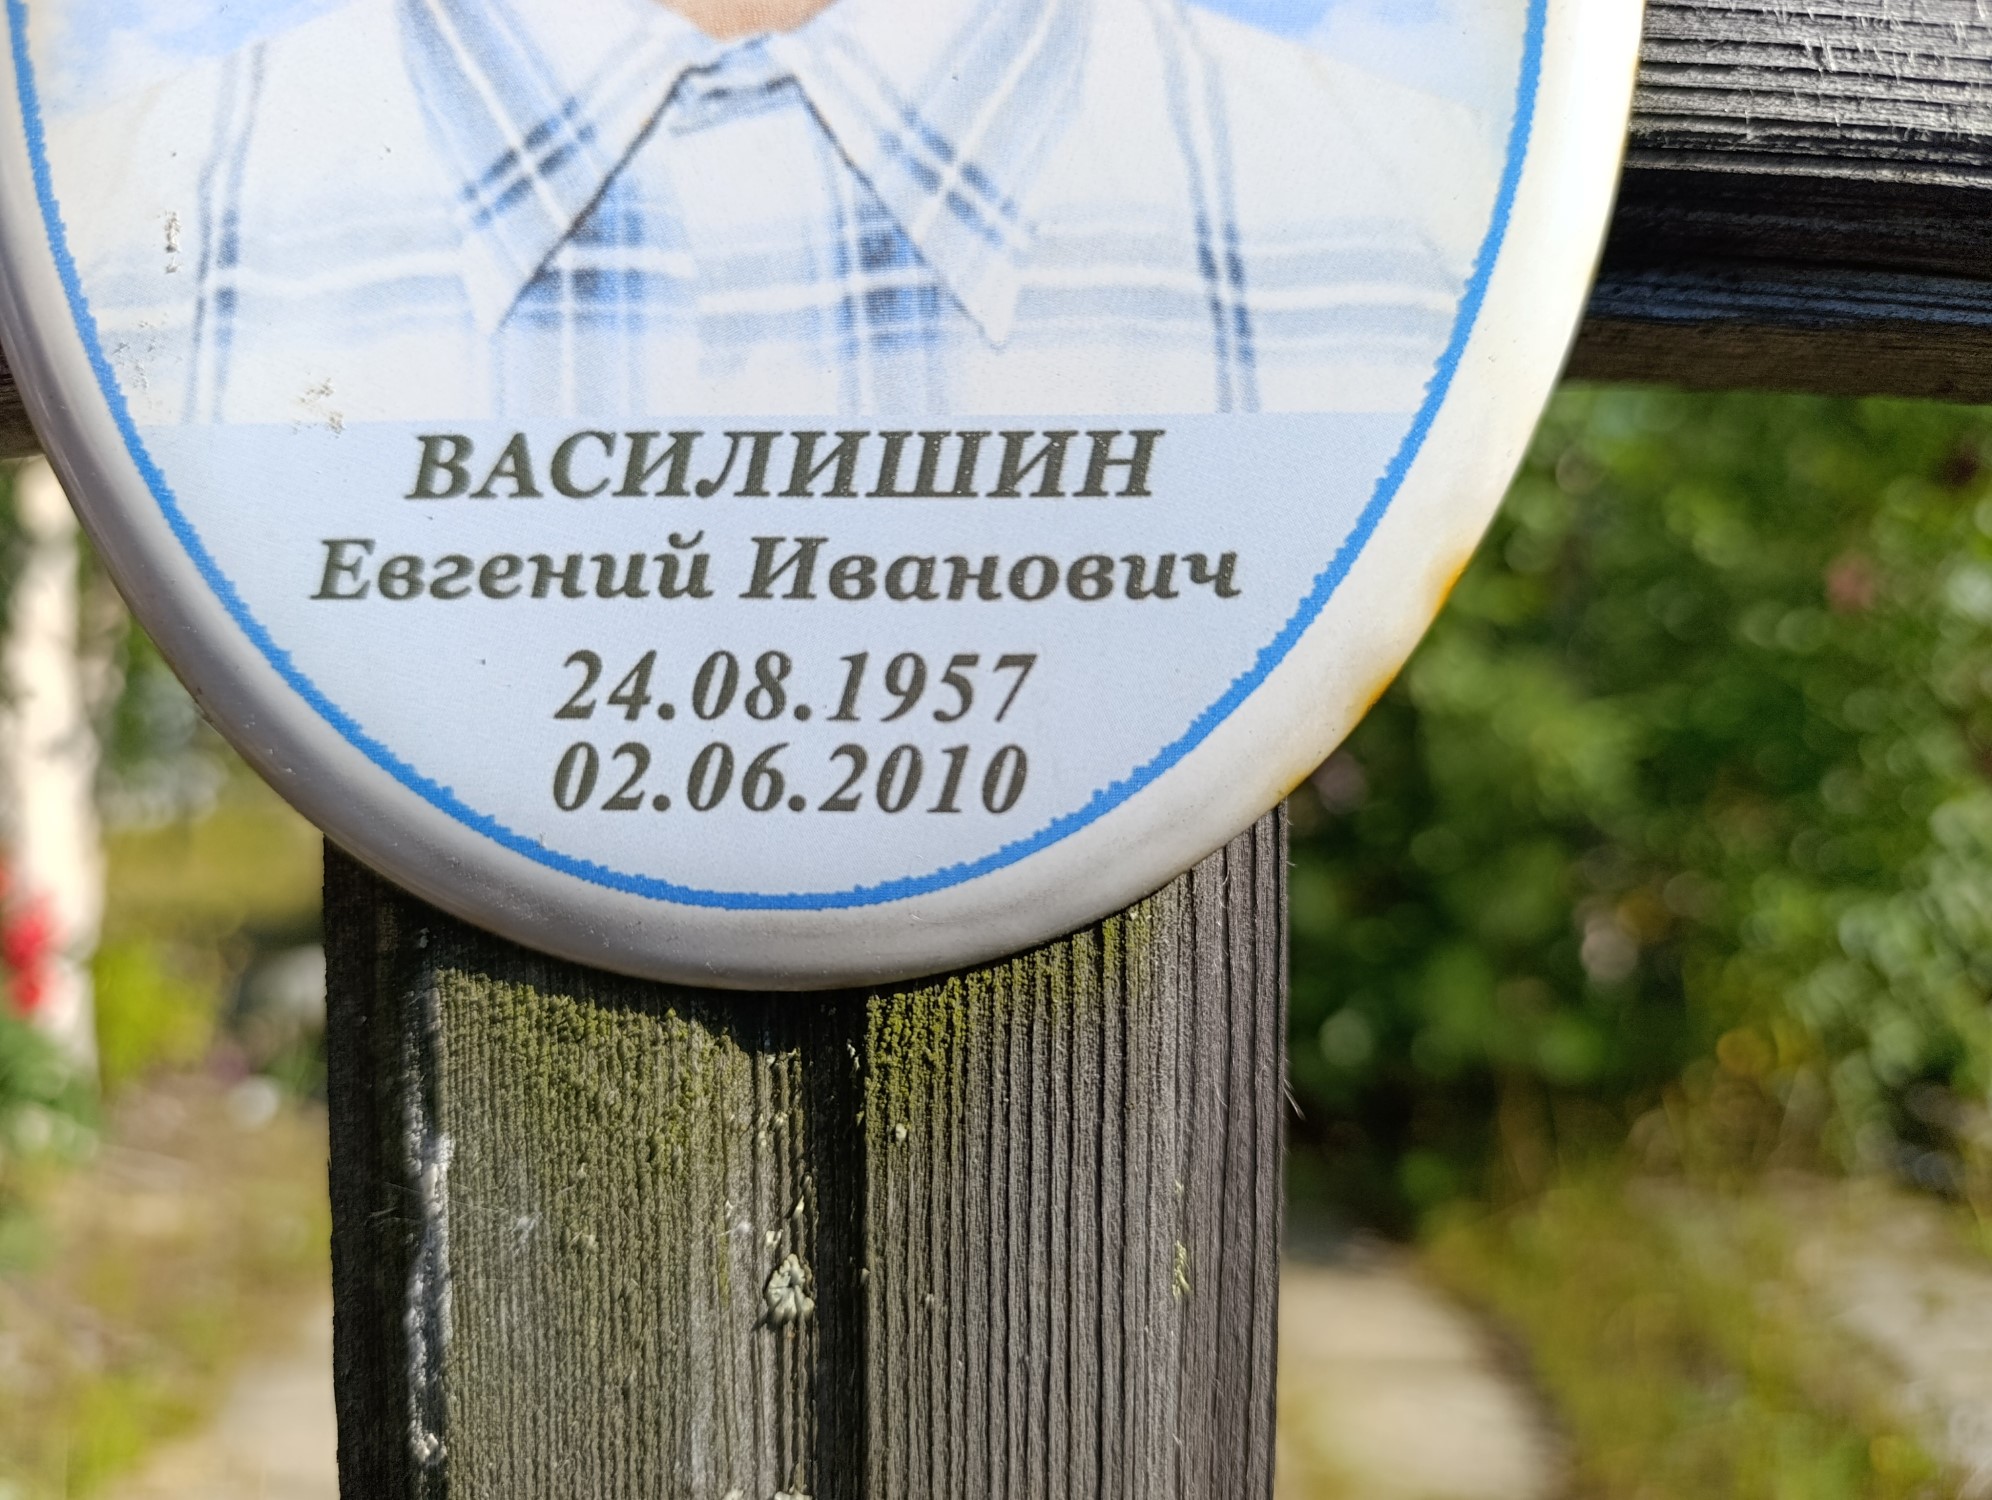 ВАСИЛИШИН
Евгений Иванович
24.08.1957
02.06.2010